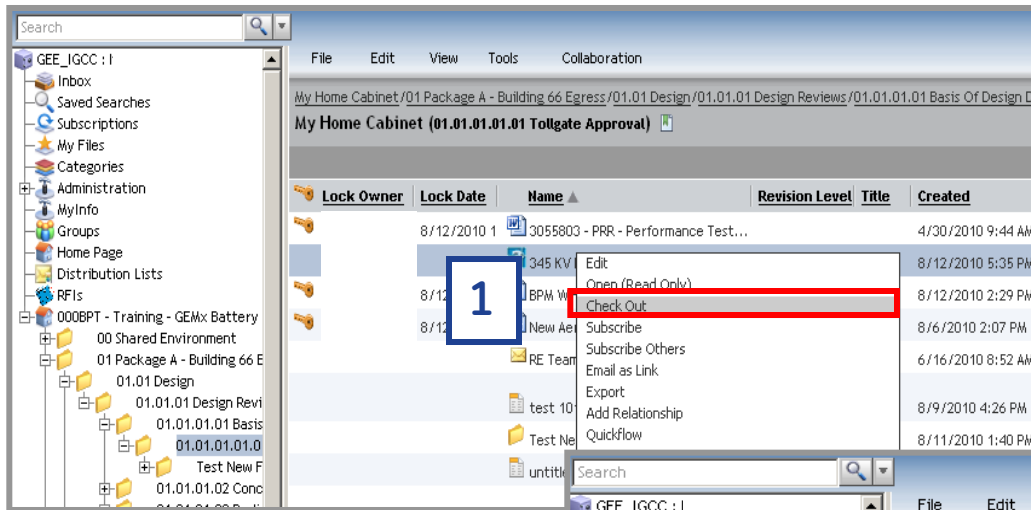 Search
GEE_IGCC : I
Inbox
Saved Searches
Subscriptions
My Files
Categories
Administration
MyInfo
Groups
Home Page
Distribution Lists
RFIs
000BPT - Training - GEMx Battery
00 Shared Environment
01 Package A - Building 66 E
01.01 Design
01.01.01 Design Revi
01.01.01.01 Basis
01.01.01.01.0
Test New F
01.01.01.02 Conc
File Edit View Tools Collaboration
My Home Cabinet/01 Package A - Building 66 Egress/01.01 Design/01.01.01 Design Reviews/01.01.01.01 Basis Of Design D
My Home Cabinet (01.01.01.01.01 Tollgate Approval)
Lock Owner Lock Date Name Revision Level Title Created
8/12/2010 1 3055803 - PRR - Performance Test... 4/30/2010 9:44 AM
345 KV 8/12/2010 5:35 PM
8/12 BPM W 8/12/2010 2:29 PM
8/12 New Aer 8/6/2010 2:07 PM
RE Team 6/16/2010 8:52 AM
test 10 8/9/2010 4:26 PM
Test Ne 8/11/2010 1:40 PM
untitle
1
Edit
Open (Read Only)
Check Out
Subscribe
Subscribe Others
Email as Link
Export
Add Relationship
Quickflow
Search
GEE_IGCC : I
File Edit